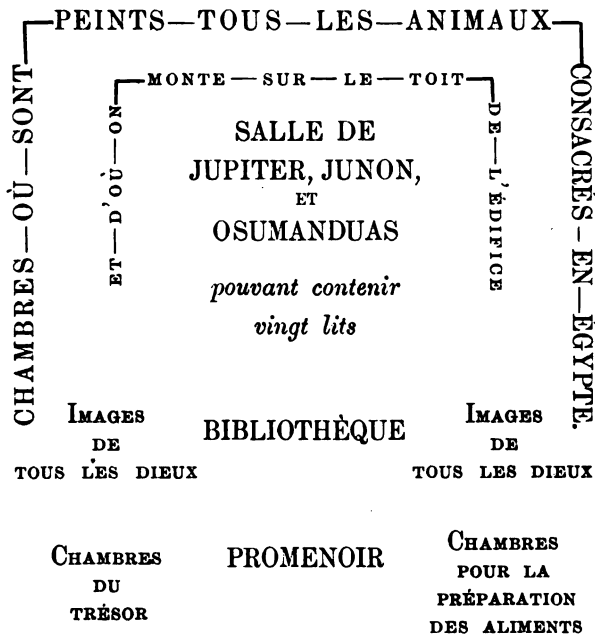 CHAMBRES—OÙ—SONT
PEINTS—TOUS—LES—ANIMAUX
CONSACRÉS—EN—ÉGYPTE.
ET—D'OÙ—ON
MONTE—SUR—LE—TOIT
DE—L'ÉDIFICE
SALLE DE
JUPITER, JUNON,
ET
OSUMANDUAS
pouvant contenir
vingt lits
IMAGES
DE
TOUS LES DIEUX
BIBLIOTHÈQUE
IMAGES
DE
TOUS LES DIEUX
CHAMBRES
DU
TRÉSOR
PROMENOIR
CHAMBRES
POUR LA
PRÉPARATION
DES ALIMENTS